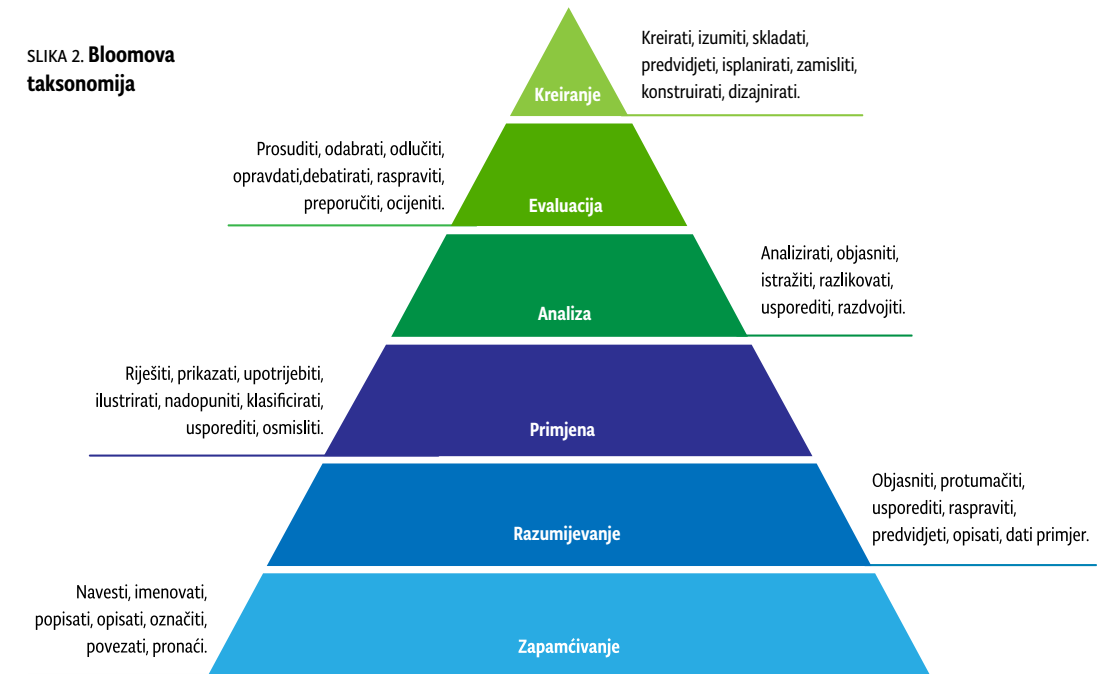 SLIKA 2. Bloomova
taksonomija
Kreirati, izumiti, skladati,
predvidjeti, isplanirati, zamisliti,
konstruirati, dizajnirati.
Kreiranje
Prosuditi, odabrati, odlučiti,
opravdati,debatirati, raspraviti,
preporučiti, ocijeniti.
Evaluacija
Analizirati, objasniti,
istražiti, razlikovati,
usporediti, razdvojiti.
Analiza
Riješiti, prikazati, upotrijebiti,
ilustrirati, nadopuniti, klasificirati,
usporediti, osmisliti.
Primjena
Objasniti, protumačiti,
usporediti, raspraviti,
predvidjeti, opisati, dati primjer.
Razumijevanje
Navesti, imenovati,
popisati, opisati, označiti,
povezati, pronaći.
Zapamćivanje